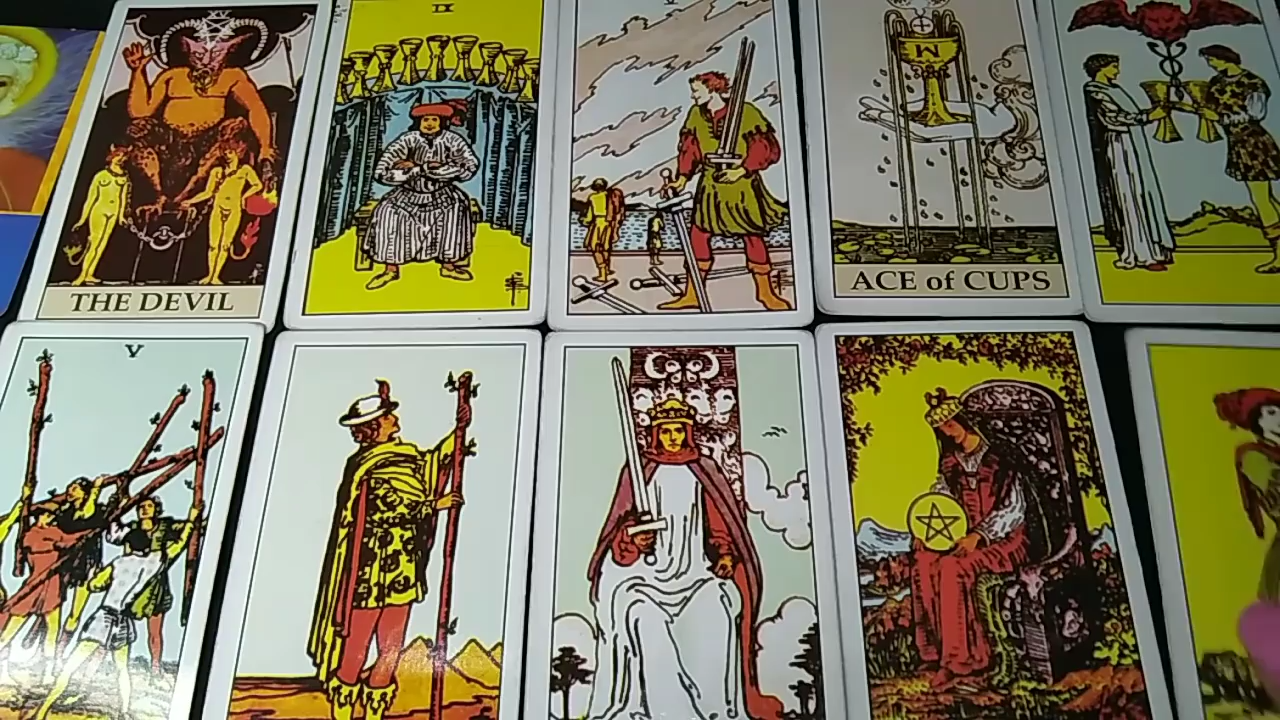 XV
IX
M
THE DEVIL
ACE of CUPS
V